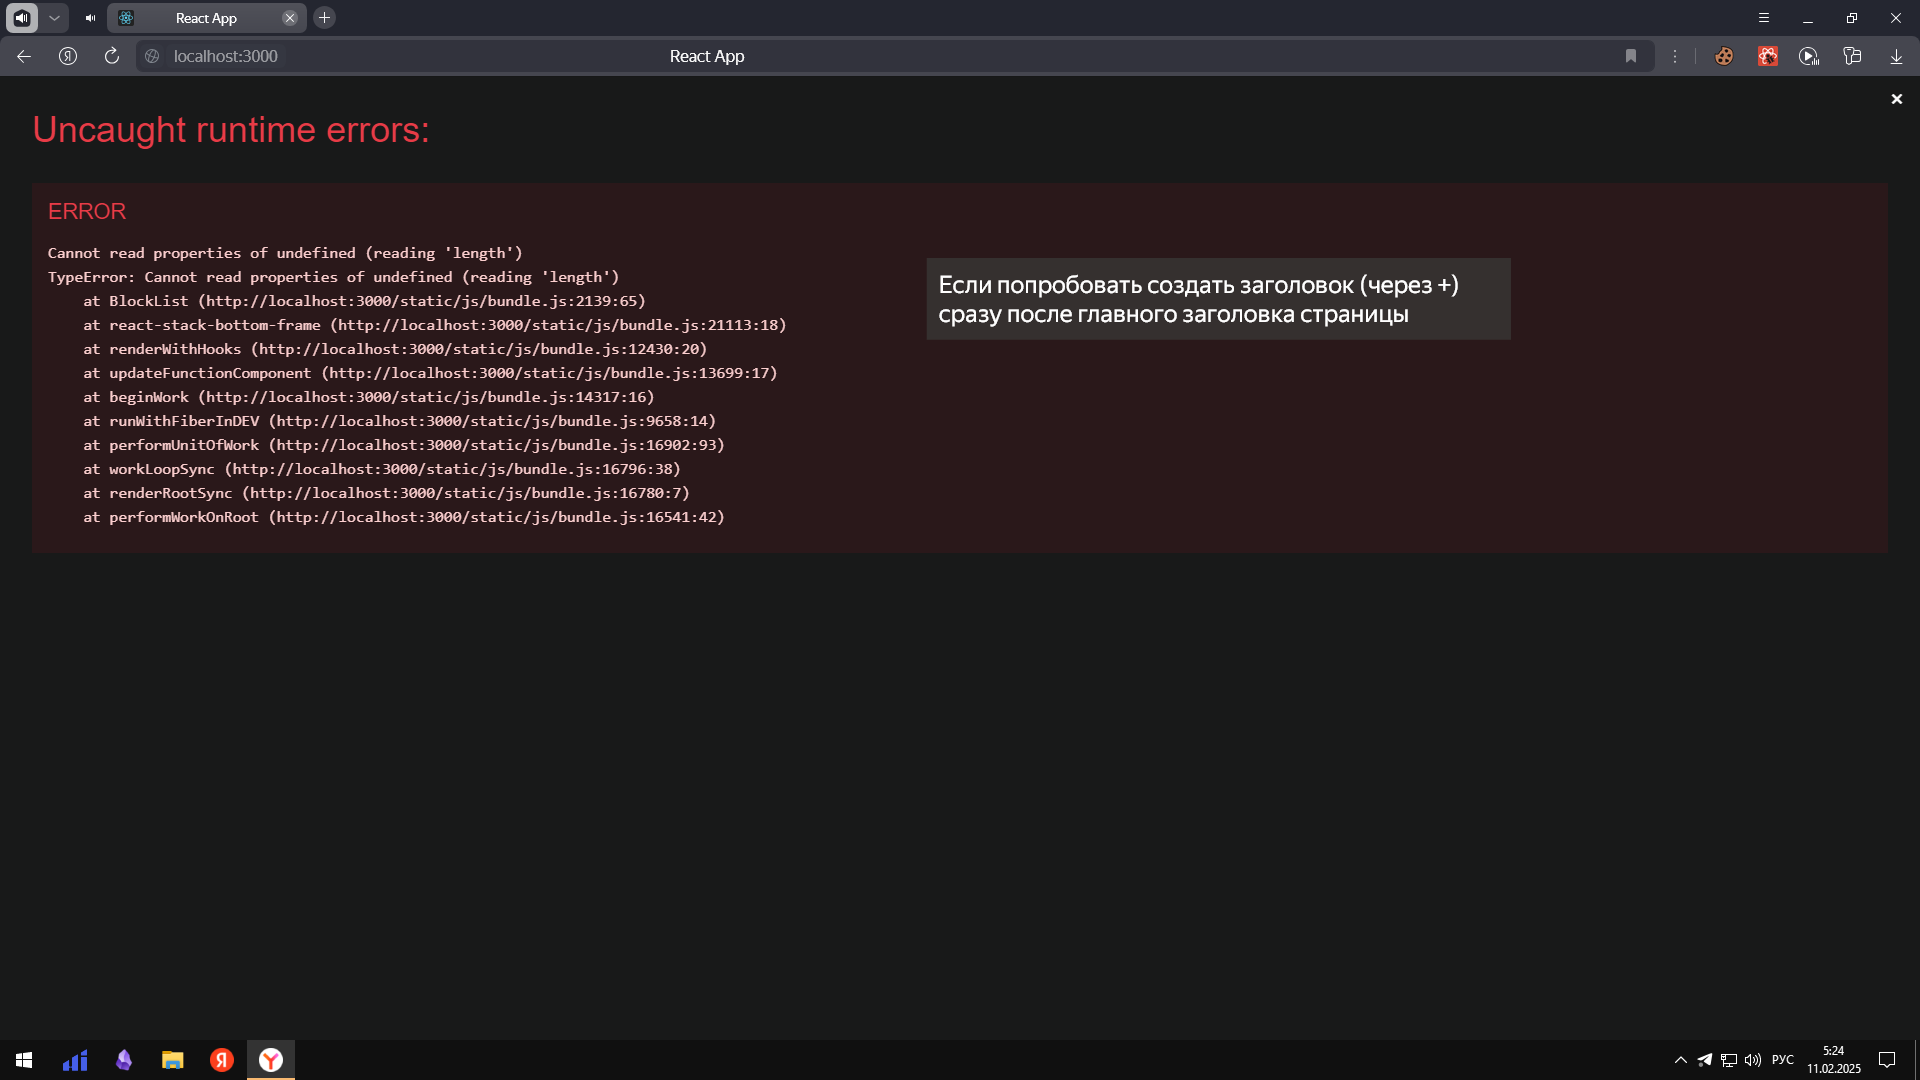 React App
localhost:3000
React App
Uncaught runtime errors:
ERROR
Cannot read properties of undefined (reading 'length')
TypeError: Cannot read properties of undefined (reading 'length')
at BlockList (http://localhost:3000/static/js/bundle.js:2139:65)
at react-stack-bottom-frame (http://localhost:3000/static/js/bundle.js:21113:18)
at renderWithHooks (http://localhost:3000/static/js/bundle.js:12430:20)
at updateFunctionComponent (http://localhost:3000/static/js/bundle.js:13699:17)
at beginWork (http://localhost:3000/static/js/bundle.js:14317:16)
at runWithFiberInDEV (http://localhost:3000/static/js/bundle.js:9658:14)
at performUnitOfWork (http://localhost:3000/static/js/bundle.js:16902:93)
at workLoopSync (http://localhost:3000/static/js/bundle.js:16796:38)
at renderRootSync (http://localhost:3000/static/js/bundle.js:16780:7)
at performWorkOnRoot (http://localhost:3000/static/js/bundle.js:16541:42)
Если попробовать создать заголовок (через +)
сразу после главного заголовка страницы
РУС
5:24
11.02.2025